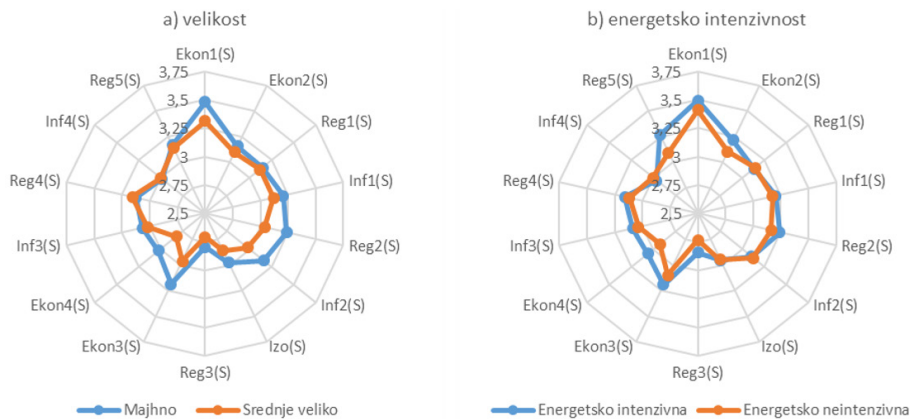 a) velikost
Ekon1(S)
Ekon2(S)
Reg1(S)
Inf1(S)
Reg2(S)
Inf2(S)
Izo(S)
Reg3(S)
Ekon3(S)
Ekon4(S)
Inf3(S)
Reg4(S)
Inf4(S)
Reg5(S)
3,75
3,5
3,25
3
2,75
2,5
Majhno
Srednje veliko
b) energetsko intenzivnost
Ekon1(S)
Ekon2(S)
Reg1(S)
Inf1(S)
Reg2(S)
Inf2(S)
Izo(S)
Reg3(S)
Ekon3(S)
Ekon4(S)
Inf3(S)
Reg4(S)
Inf4(S)
Reg5(S)
3,75
3,5
3,25
3
2,75
2,5
Energetsko intenzivna
Energetsko neintenzivna